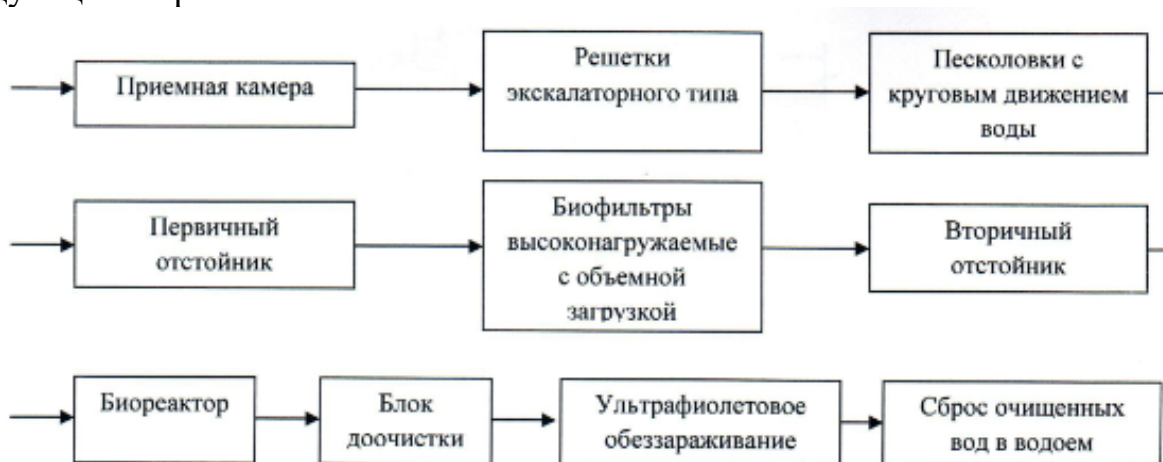 Приемная камера
Решетки
экскалаторного типа
Песколовки с
круговым движением
воды
Первичный
отстойник
Биофильтры
высоконагружаемые
с объемной
загрузкой
Вторичный
отстойник
Биореактор
Блок
доочистки
Ультрафиолетовое
обеззараживание
Сброс очищенных
вод в водоем